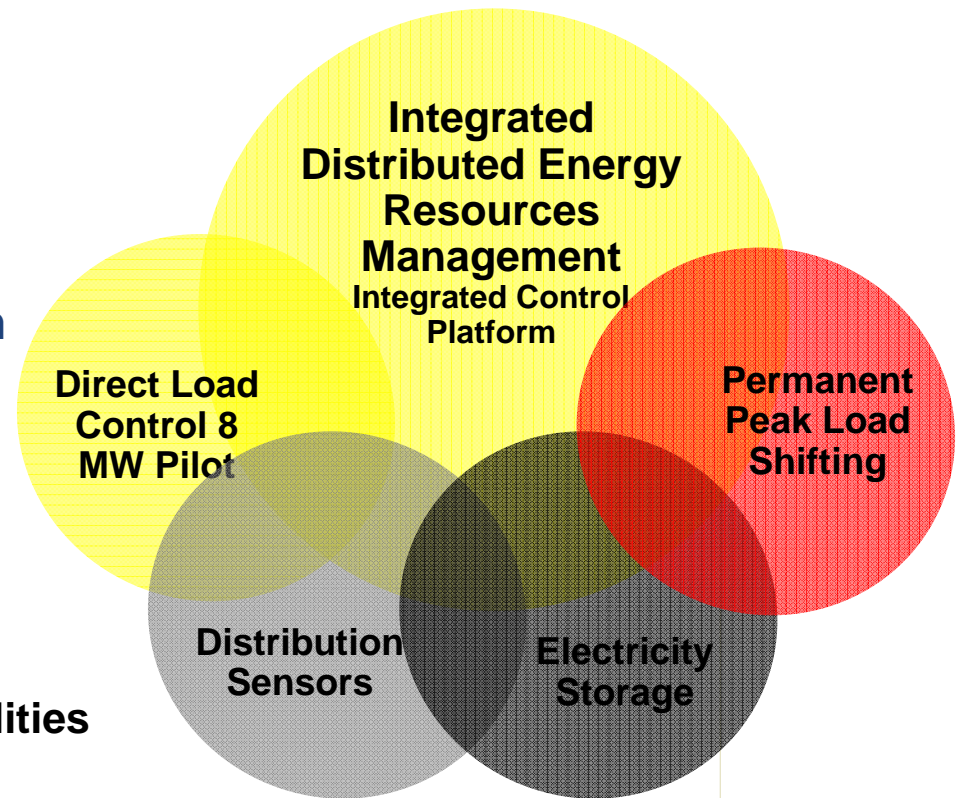 Integrated
Distributed Energy
Resources
Management
Integrated Control
Platform
Direct Load
Control 8
MW Pilot
Permanent
Peak Load
Shifting
Distribution
Sensors
Electricity
Storage